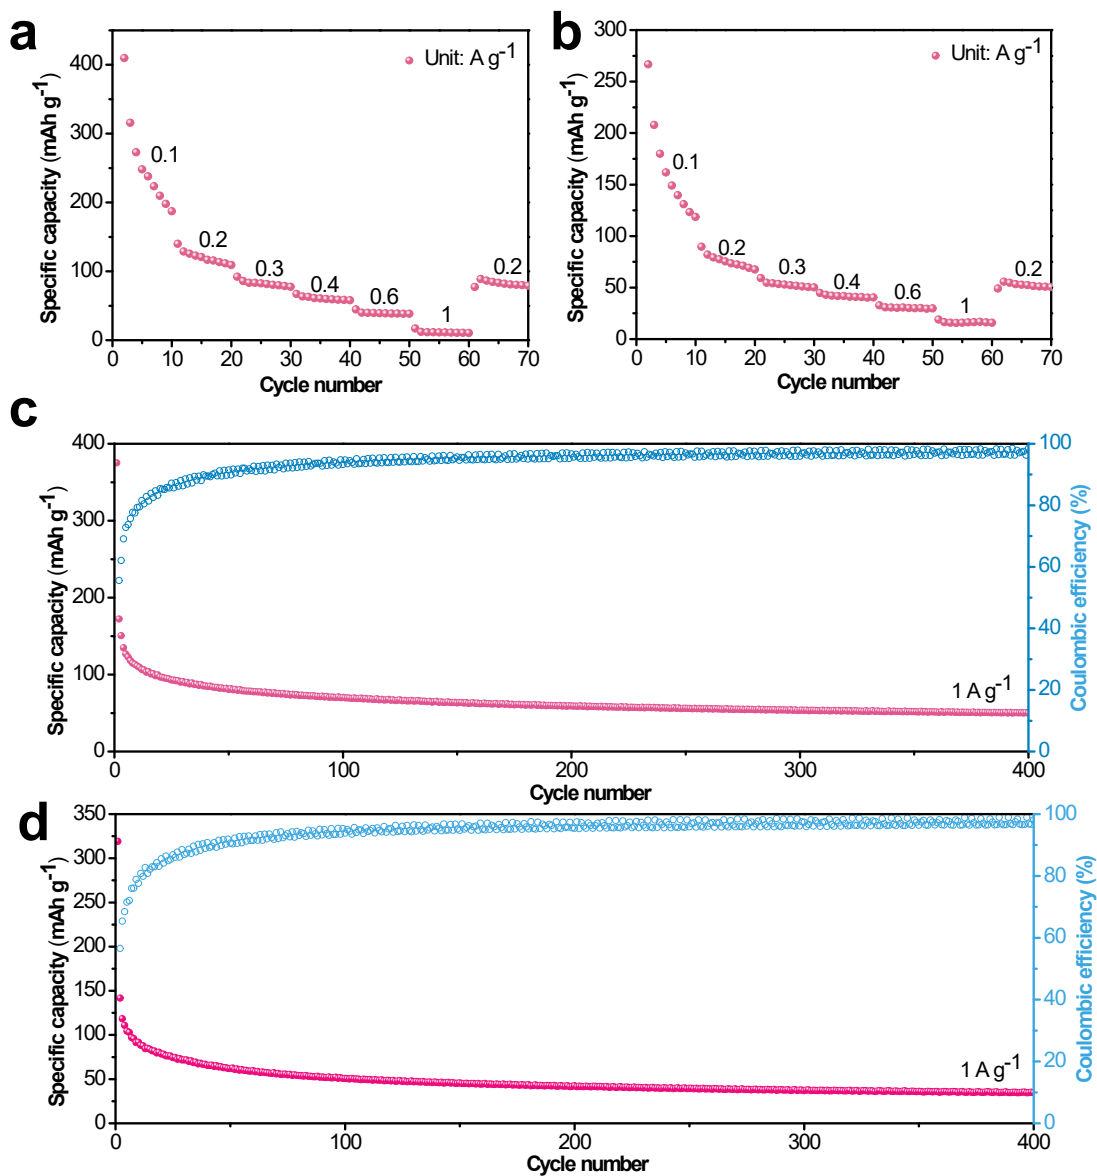 a
Specific capacity (mAh g-1)
400
300
200
100
0
Unit: A g-1
0.1
0.2
0.3
0.4
0.6
1
0.2
0 10 20 30 40 50 60 70
Cycle number
b
Specific capacity (mAh g-1)
300
250
200
150
100
50
0
Unit: A g-1
0.1
0.2
0.3
0.4
0.6
1
0.2
0 10 20 30 40 50 60 70
Cycle number
c
Specific capacity (mAh g-1)
400
300
200
100
0
1 A g-1
100
80
60
40
20
0
Coulombic efficiency (%)
0 100 200 300 400
Cycle number
d
Specific capacity (mAh g-1)
350
300
250
200
150
100
50
0
1 A g-1
100
80
60
40
20
0
Coulombic efficiency (%)
0 100 200 300 400
Cycle number